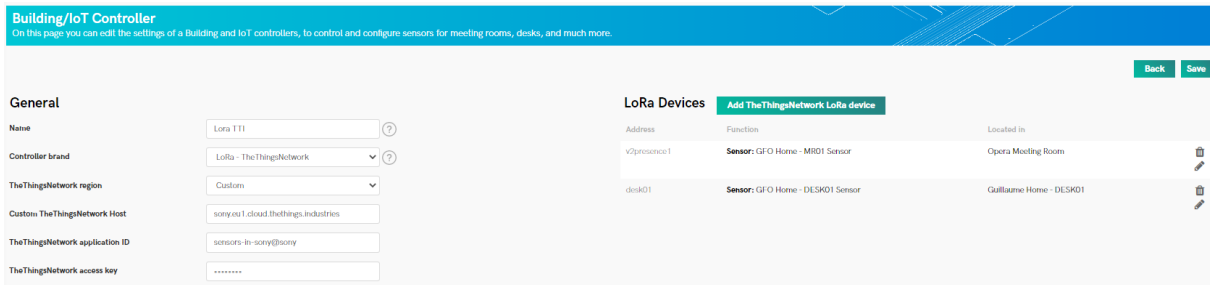 Building/IoT Controller
On this page you can edit the settings of a Building and IoT controllers, to control and configure sensors for meeting rooms, desks, and much more.
Back Save
General
Name Lora TTI ?
Controller brand LoRa - TheThingsNetwork ?
TheThingsNetwork region Custom
Custom TheThingsNetwork Host sony.eu1.cloud.thethings.industries
TheThingsNetwork application ID sensors-in-sony@sony
TheThingsNetwork access key ········
LoRa Devices Add TheThingsNetwork LoRa device
Address Function Located in
v2presence1 Sensor: GFO Home - MR01 Sensor Opera Meeting Room
desk01 Sensor: GFO Home - DESK01 Sensor Guillaume Home - DESK01